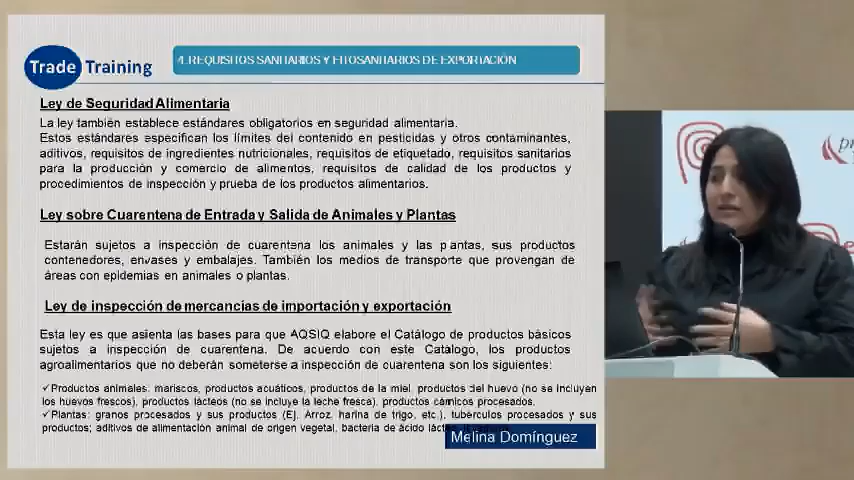 Trade Training
4. REQUISITOS SANITARIOS Y FITOSANITARIOS DE EXPORTACIÓN
Ley de Seguridad Alimentaria
La ley también establece estándares obligatorios en seguridad alimentaria.
Estos estándares especifican los límites del contenido en pesticidas y otros contaminantes,
aditivos, requisitos de ingredientes nutricionales, requisitos de etiquetado, requisitos sanitarios
para la producción y comercio de alimentos, requisitos de calidad de los productos y
procedimientos de inspección y prueba de los productos alimentarios.
Ley sobre Cuarentena de Entrada y Salida de Animales y Plantas
Estarán sujetos a inspección de cuarentena los animales y las plantas, sus productos
contenedores, envases y embalajes. También los medios de transporte que provengan de
áreas con epidemias en animales o plantas.
Ley de inspección de mercancías de importación y exportación
Esta ley es que asienta las bases para que AQSIQ elabore el Catálogo de productos básicos
sujetos a inspección de cuarentena. De acuerdo con este Catálogo, los productos
agroalimentarios que no deberán someterse a inspección de cuarentena son los siguientes:
✓Productos animales: mariscos, productos acuáticos, productos de la miel, productos del huevo (no se incluyen
los huevos frescos), productos lácteos (no se incluye la leche fresca), productos cárnicos procesados.
✓Plantas: granos procesados y sus productos (Ej. Arroz, harina de trigo, etc.), tubérculos procesados y sus
productos; aditivos de alimentación animal de origen vegetal, bacteria de ácido
Melina Domínguez